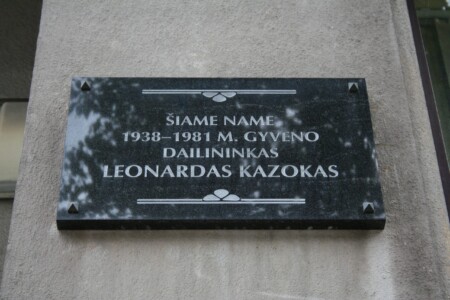 ŠIAME NAME
1938–1981 M. GYVENO
DAILININKAS
LEONARDAS KAZOKAS